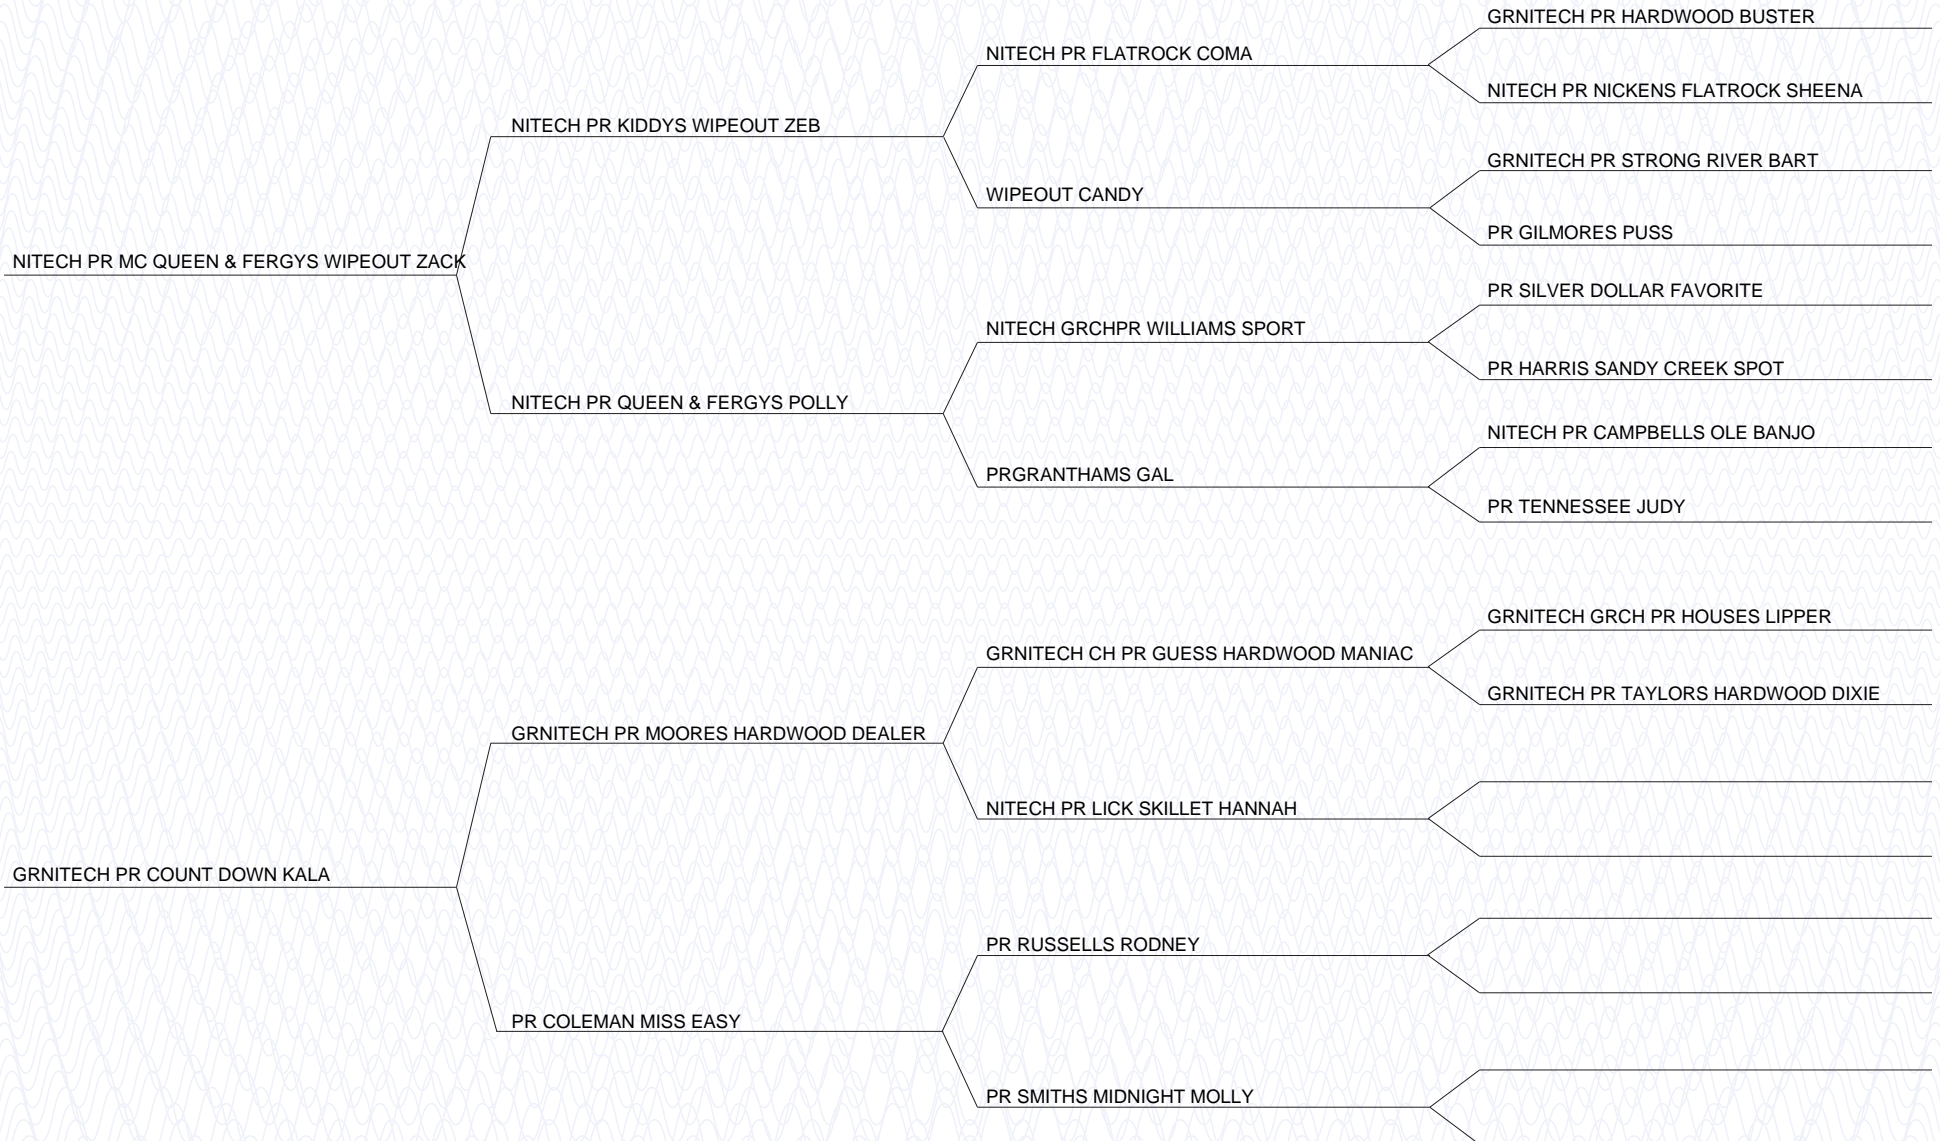 GRNITECH PR HARDWOOD BUSTER
NITECH PR FLATROCK COMA
NITECH PR NICKENS FLATROCK SHEENA
NITECH PR KIDDYS WIPEOUT ZEB
GRNITECH PR STRONG RIVER BART
WIPEOUT CANDY
PR GILMORES PUSS
NITECH PR MC QUEEN & FERGYS WIPEOUT ZACK
PR SILVER DOLLAR FAVORITE
NITECH GRCHPR WILLIAMS SPORT
PR HARRIS SANDY CREEK SPOT
NITECH PR QUEEN & FERGYS POLLY
NITECH PR CAMPBELLS OLE BANJO
PRGRANTHAMS GAL
PR TENNESSEE JUDY
GRNITECH GRCH PR HOUSES LIPPER
GRNITECH CH PR GUESS HARDWOOD MANIAC
GRNITECH PR TAYLORS HARDWOOD DIXIE
GRNITECH PR MOORES HARDWOOD DEALER
NITECH PR LICK SKILLET HANNAH
GRNITECH PR COUNT DOWN KALA
PR RUSSELLS RODNEY
PR COLEMAN MISS EASY
PR SMITHS MIDNIGHT MOLLY